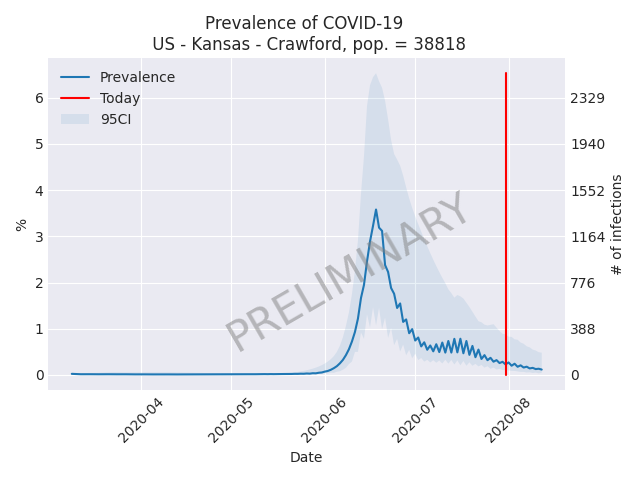 Prevalence of COVID-19
US - Kansas - Crawford, pop. = 38818
Prevalence
Today
95CI
6
5
4
3
2
1
0
%
2329
1940
1552
1164
776
388
0
# of infections
PRELIMINARY
2020-04
2020-05
2020-06
2020-07
2020-08
Date